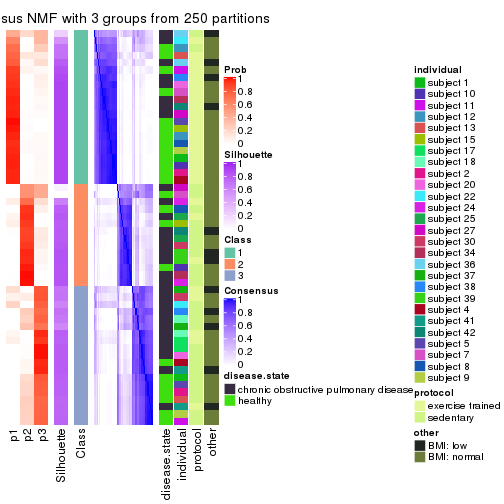 sus NMF with 3 groups from 250 partitions
p1
p2
p3
Silhouette
Class
disease.state
individual
protocol
other
Prob
1
0.8
0.6
0.4
0.2
0
Silhouette
1
0.8
0.6
0.4
0.2
0
Class
1
2
3
Consensus
1
0.8
0.6
0.4
0.2
0
disease.state
chronic obstructive pulmonary disease
healthy
individual
subject 1
subject 10
subject 11
subject 12
subject 13
subject 15
subject 17
subject 18
subject 2
subject 20
subject 22
subject 24
subject 25
subject 27
subject 30
subject 34
subject 36
subject 37
subject 38
subject 39
subject 4
subject 41
subject 42
subject 5
subject 7
subject 8
subject 9
protocol
exercise trained
sedentary
other
BMI: low
BMI: normal